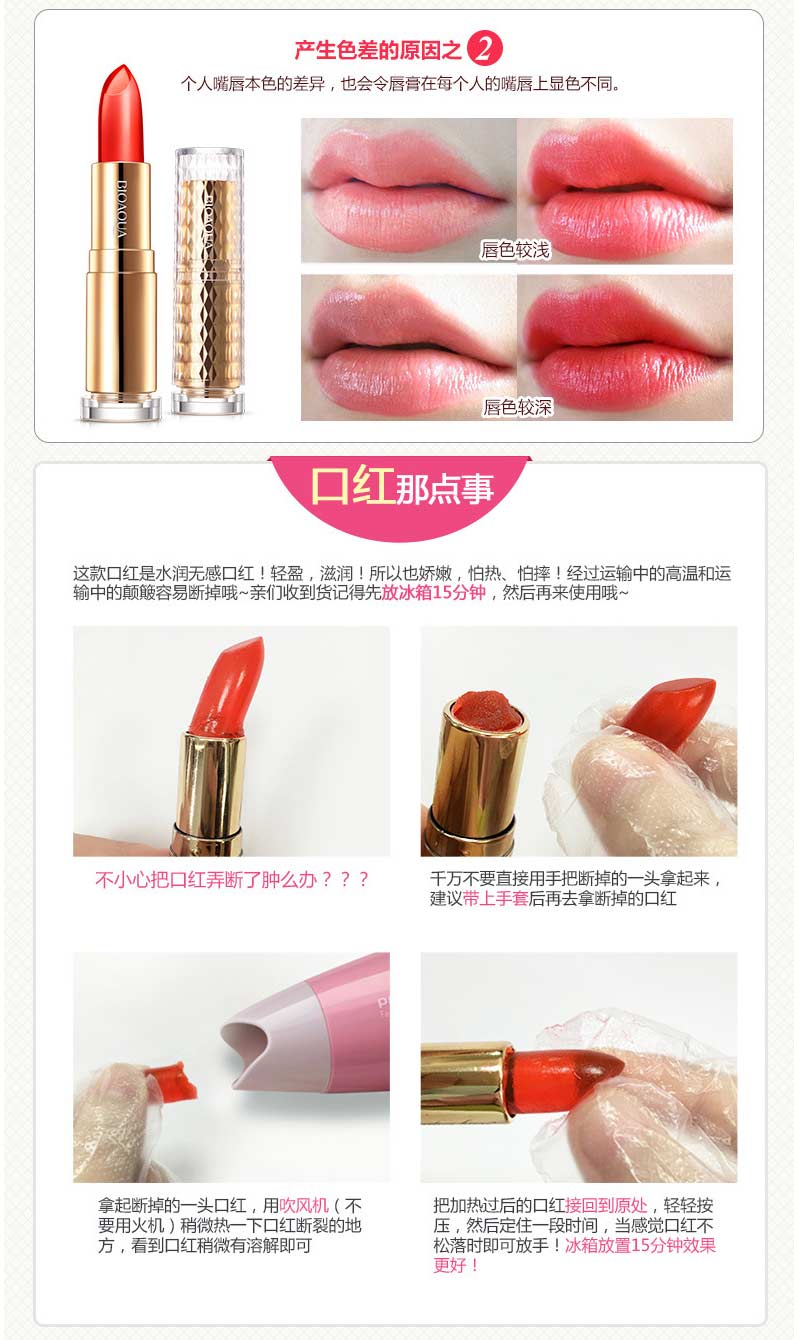 产生色差的原因之 2
个人嘴唇本色的差异，也会令唇膏在每个人的嘴唇上显色不同。
BIOAQUA
BIOAQUA
唇色较浅
唇色较深
口红那点事
这款口红是水润无感口红！轻盈，滋润！所以也娇嫩，怕热、怕摔！经过运输中的高温和运
输中的颠簸容易断掉哦~亲们收到货记得先放冰箱15分钟，然后再来使用哦~
不小心把口红弄断了肿么办？？？
千万不要直接用手把断掉的一头拿起来，
建议带上手套后再去拿断掉的口红
拿起断掉的一头口红，用吹风机（不
要用火机）稍微热一下口红断裂的地
方，看到口红稍微有溶解即可
把加热过后的口红接回到原处，轻轻按
压，然后定住一段时间，当感觉口红不
松落时即可放手！冰箱放置15分钟效果
更好！